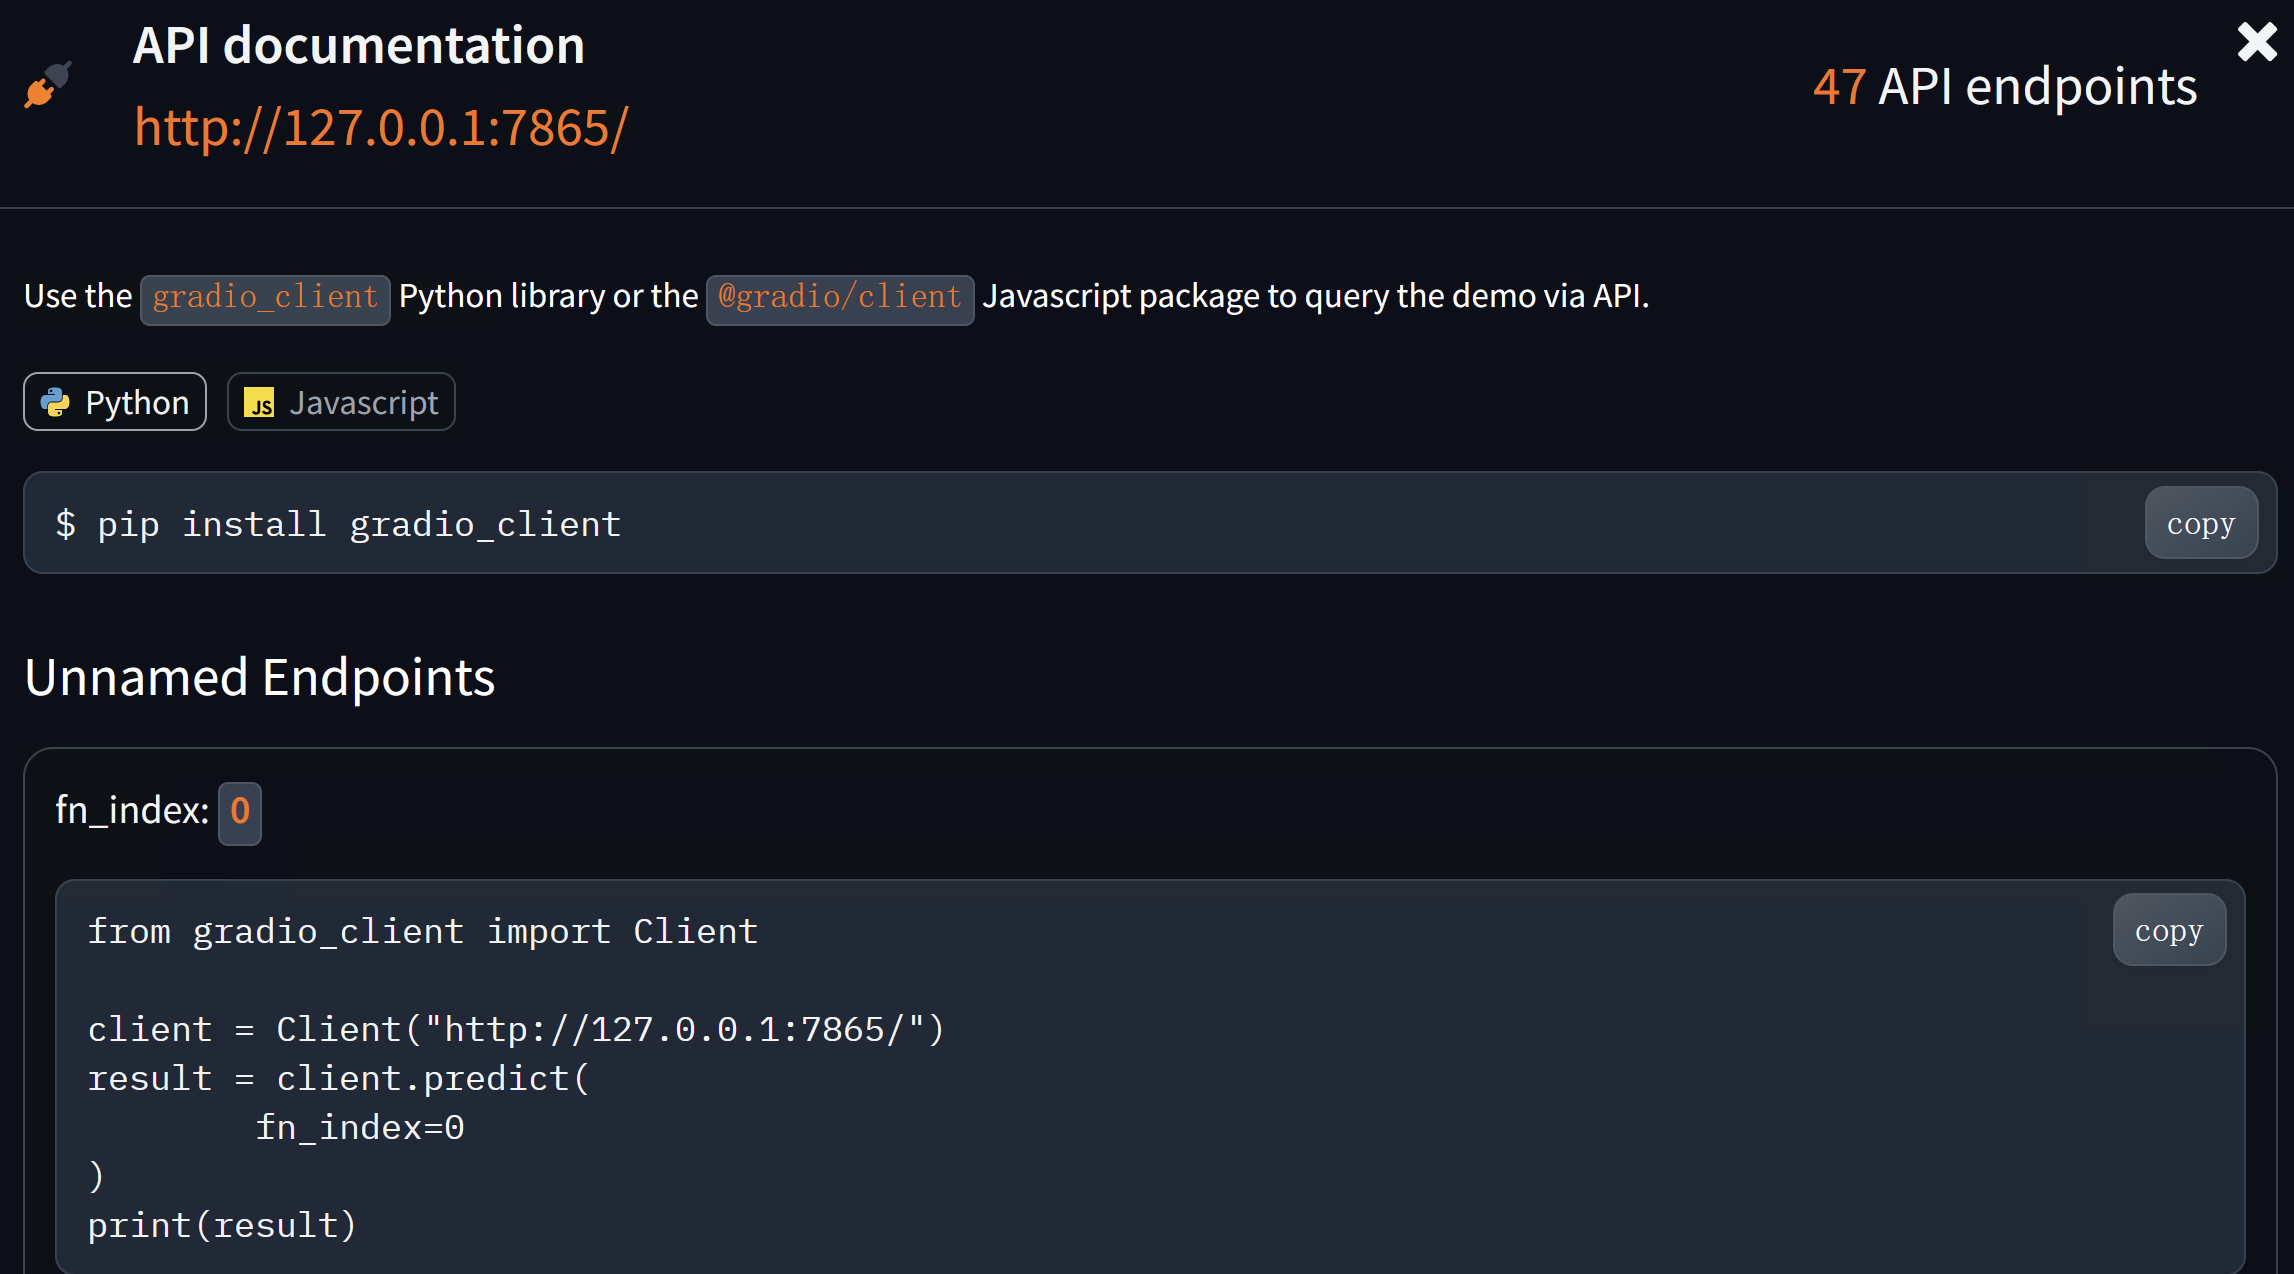 API documentation
http://127.0.0.1:7865/
47 API endpoints
Use the gradio_client Python library or the @gradio/client Javascript package to query the demo via API.
Python
JS Javascript
$ pip install gradio_client
copy
Unnamed Endpoints
fn_index: 0
from gradio_client import Client
copy
client = Client("http://127.0.0.1:7865/")
result = client.predict(
        fn_index=0
)
print(result)